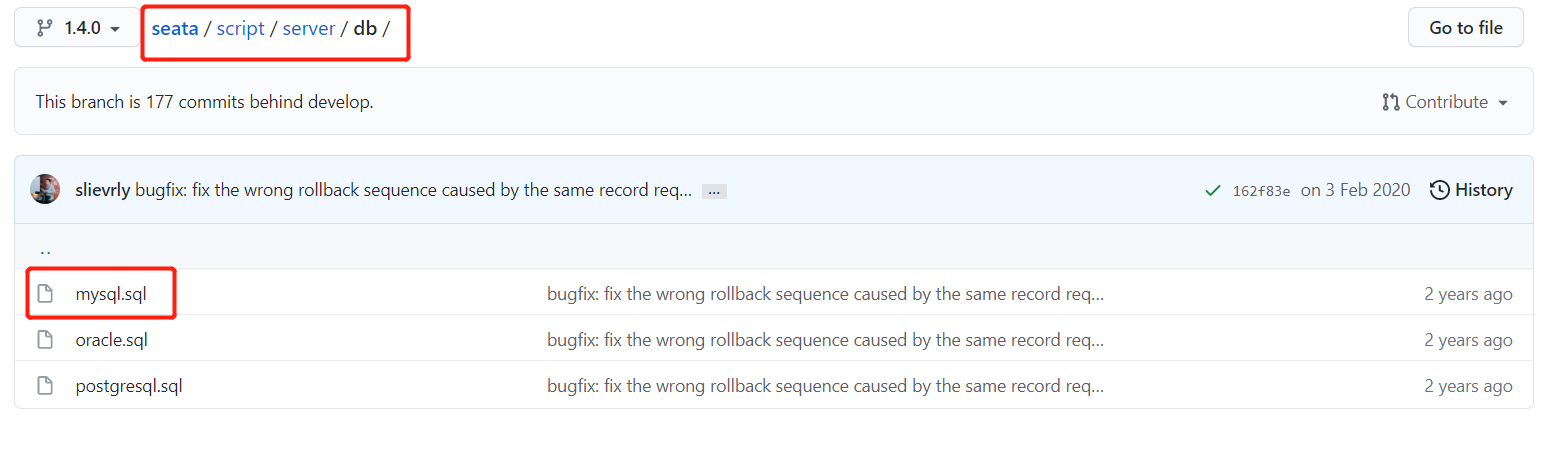 1.4.0 seata / script / server / db / Go to file
This branch is 177 commits behind develop. Contribute
slievrly bugfix: fix the wrong rollback sequence caused by the same record req... ... 162f83e on 3 Feb 2020 History
..
mysql.sql bugfix: fix the wrong rollback sequence caused by the same record req... 2 years ago
oracle.sql bugfix: fix the wrong rollback sequence caused by the same record req... 2 years ago
postgresql.sql bugfix: fix the wrong rollback sequence caused by the same record req... 2 years ago